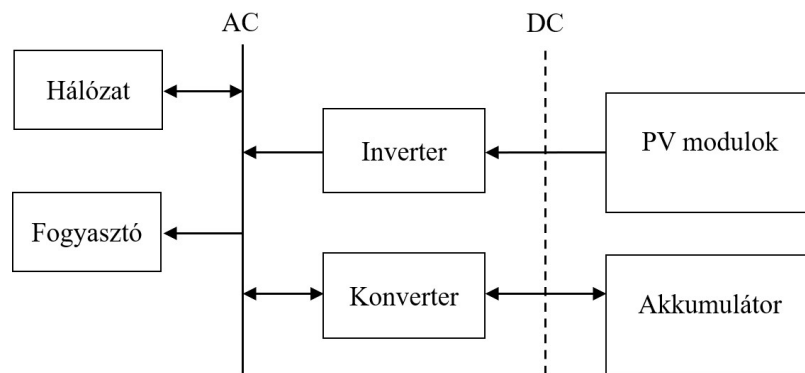 AC
DC
Hálózat
Inverter
PV modulok
Fogyasztó
Konverter
Akkumulátor